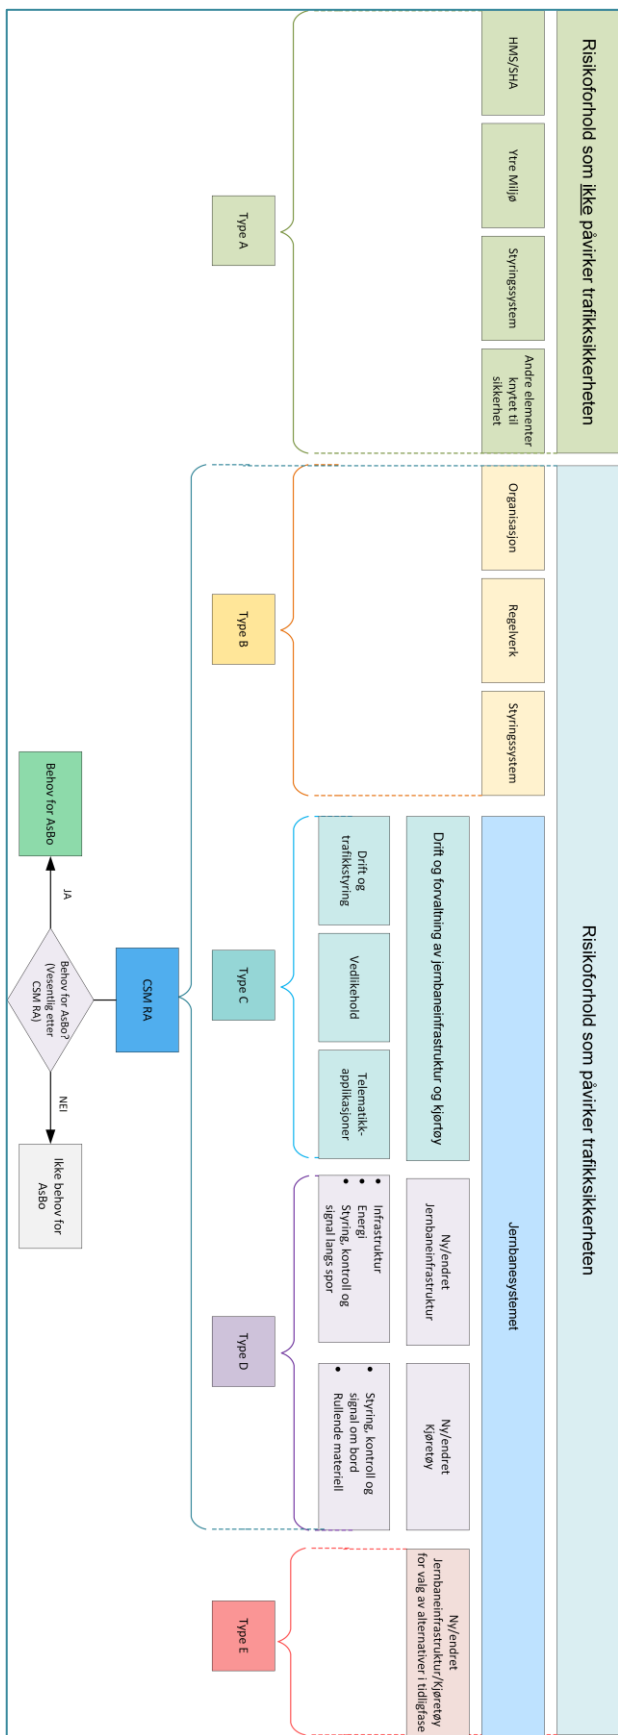 Risikoforhold som ikke påvirker trafikksikkerheten
Risikoforhold som påvirker trafikksikkerheten
HMS/SHA
Ytre Miljø
Styringssystem
Andre elementer
knytet til
sikkerhet
Organisasjon
Regelverk
Styringssystem
Jernbanesystemet
Drift og forvaltning av jernbaneinfrastruktur og kjørtøy
Ny/endret
Jernbaneinfrastruktur
Ny/endret
Kjøretøy
Ny/endret
Jernbaneinfrastruktur/Kjøretøy
for valg av alternativer i tidligfase
Drift og
trafikkstyring
Vedlikehold
Telematikk-
applikasjoner
• Infrastruktur
• Energi
• Styring, kontroll og
signal langs spor
• Styring, kontroll og
signal om bord
• Rullende materiell
Type A
Type B
Type C
Type D
Type E
CSM RA
Behov for AsBo
JA
Behov for AsBo?
(Vesentlig etter
CSM RA)
NEI
Ikke behov for
AsBo